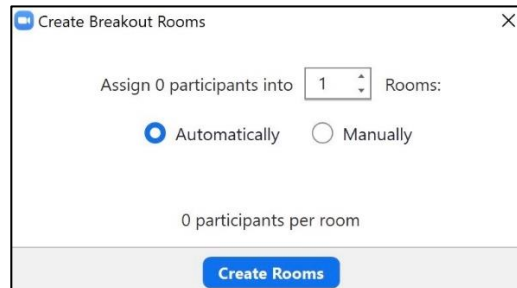 Create Breakout Rooms
Assign 0 participants into 1 Rooms:
Automatically Manually
0 participants per room
Create Rooms